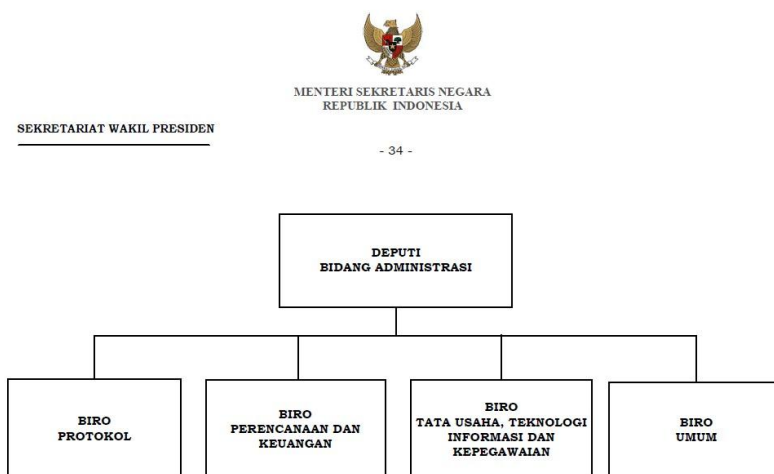 MENTERI SEKRETARIS NEGARA
REPUBLIK INDONESIA
SEKRETARIAT WAKIL PRESIDEN
- 34 -
DEPUTI
BIDANG ADMINISTRASI
BIRO
PROTOKOL
BIRO
PERENCANAAN DAN
KEUANGAN
BIRO
TATA USAHA, TEKNOLOGI
INFORMASI DAN
KEPEGAWAIAN
BIRO
UMUM